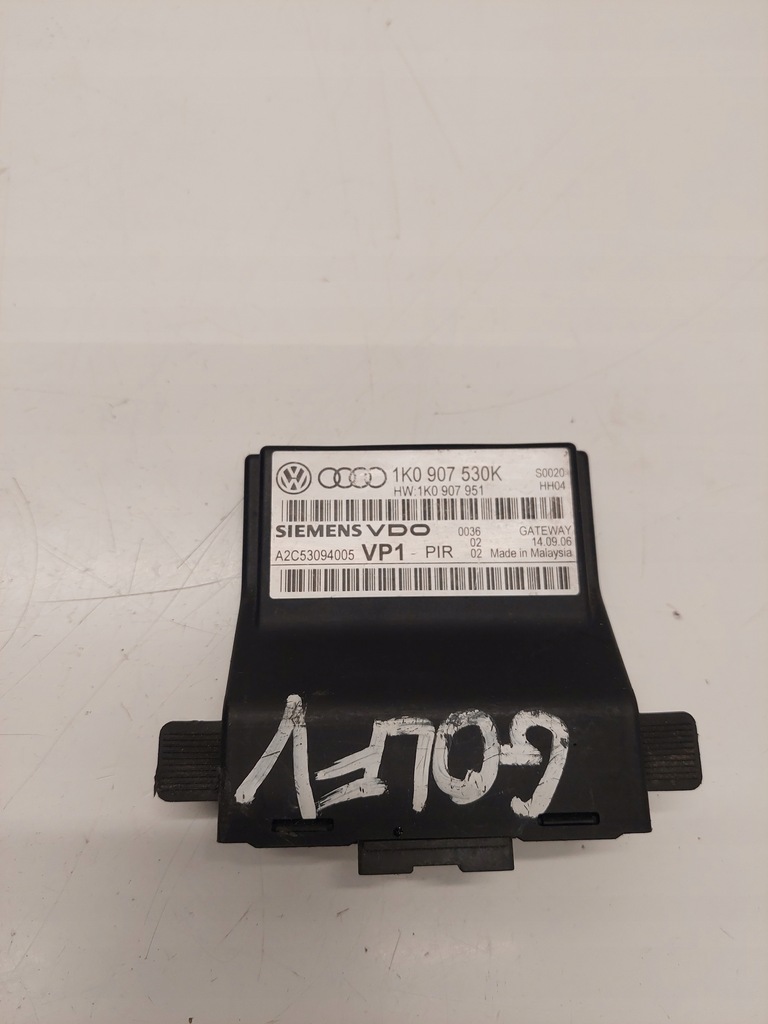 1K0 907 530K S0020
HW:1K0 907 951 HH04
SIEMENS VDO 0036 GATEWAY
02 14.09.06
A2C53094005 VP1 - PIR 02 Made in Malaysia
GOLF V